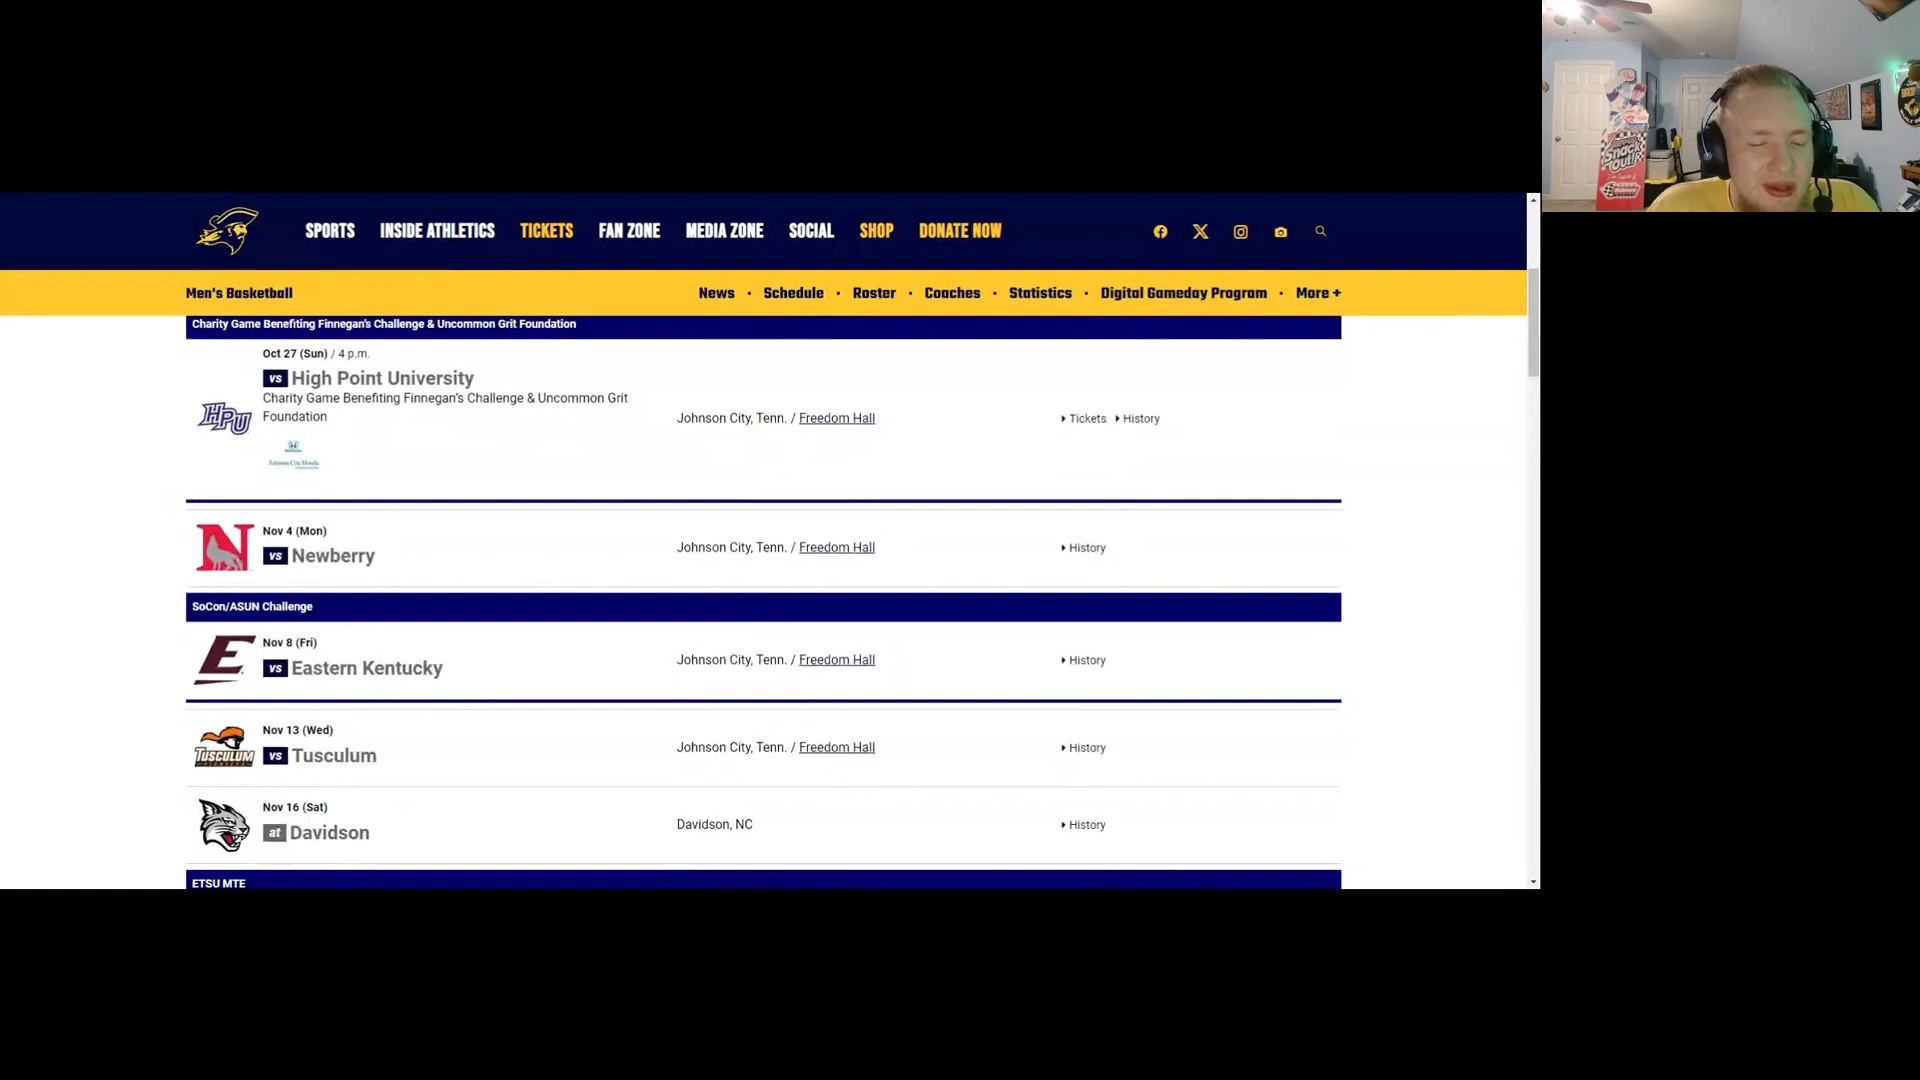 SPORTS INSIDE ATHLETICS TICKETS FAN ZONE MEDIA ZONE SOCIAL SHOP DONATE NOW
Men's Basketball News • Schedule • Roster • Coaches • Statistics • Digital Gameday Program • More +
Charity Game Benefiting Finnegan's Challenge & Uncommon Grit Foundation
Oct 27 (Sun) / 4 p.m.
vs High Point University
Charity Game Benefiting Finnegan's Challenge & Uncommon Grit
Foundation
HPU
Johnson City Honda
Johnson City, Tenn. / Freedom Hall
Tickets History
N
Nov 4 (Mon)
vs Newberry
Johnson City, Tenn. / Freedom Hall
History
SoCon/ASUN Challenge
E
Nov 8 (Fri)
vs Eastern Kentucky
Johnson City, Tenn. / Freedom Hall
History
TUSCULUM
Nov 13 (Wed)
vs Tusculum
Johnson City, Tenn. / Freedom Hall
History
Nov 16 (Sat)
at Davidson
Davidson, NC
History
ETSU MTE
Snack
Out!